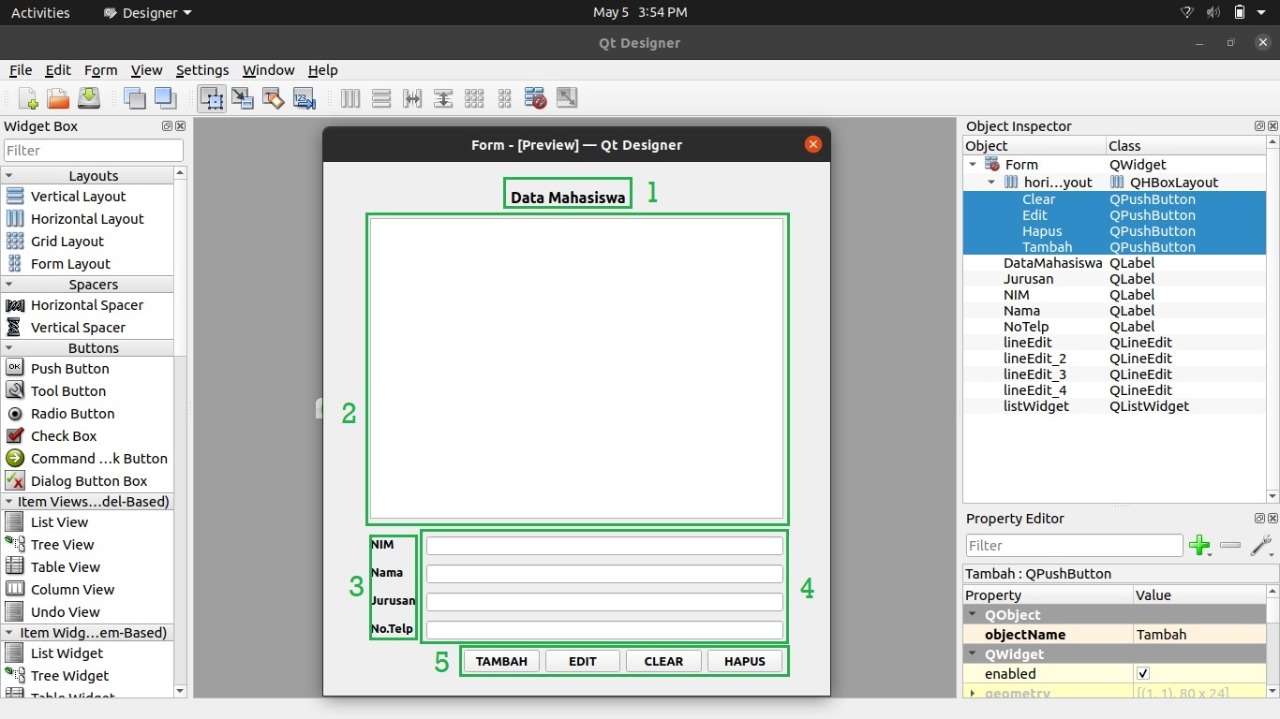 Activities Designer May 5 3:54 PM
Qt Designer
File Edit Form View Settings Window Help
Widget Box
Filter
Layouts
Vertical Layout
Horizontal Layout
Grid Layout
Form Layout
Spacers
Horizontal Spacer
Vertical Spacer
Buttons
OK Push Button
Tool Button
Radio Button
Check Box
Command ...k Button
Dialog Button Box
Item Views...del-Based)
List View
Tree View
Table View
Column View
Undo View
Item Widg...em-Based)
List Widget
Tree Widget
Table Widget
Form - [Preview] — Qt Designer
Data Mahasiswa 1
2
3
NIM
Nama
Jurusan
No.Telp
4
5 TAMBAH EDIT CLEAR HAPUS
Object Inspector
Object Class
Form QWidget
hori...yout QHBoxLayout
Clear QPushButton
Edit QPushButton
Hapus QPushButton
Tambah QPushButton
DataMahasiswa QLabel
Jurusan QLabel
NIM QLabel
Nama QLabel
NoTelp QLabel
lineEdit QLineEdit
lineEdit_2 QLineEdit
lineEdit_3 QLineEdit
lineEdit_4 QLineEdit
listWidget QListWidget
Property Editor
Filter
Tambah : QPushButton
Property Value
QObject
objectName Tambah
QWidget
enabled
geometry [(1, 1), 80 x 24]